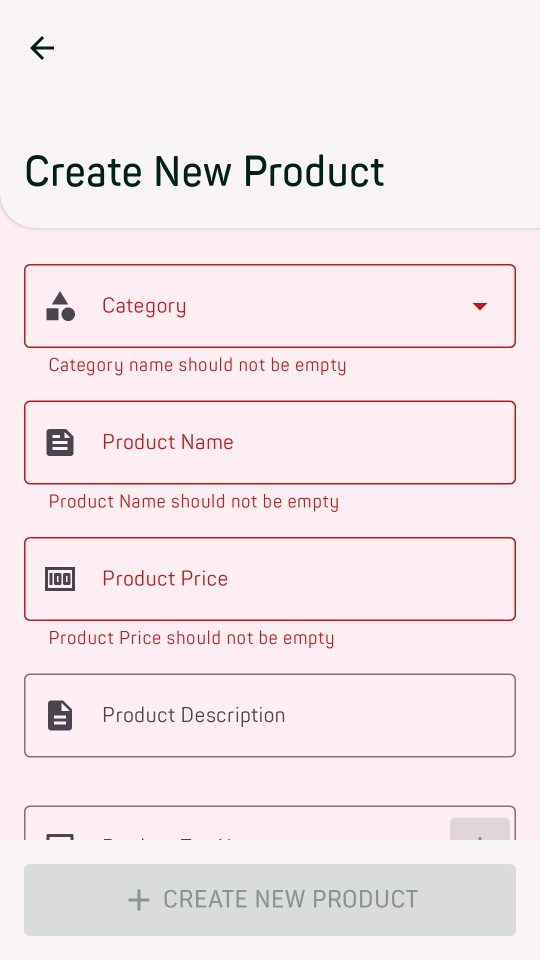 Create New Product
Category
Category name should not be empty
Product Name
Product Name should not be empty
100
Product Price
Product Price should not be empty
Product Description
CREATE NEW PRODUCT